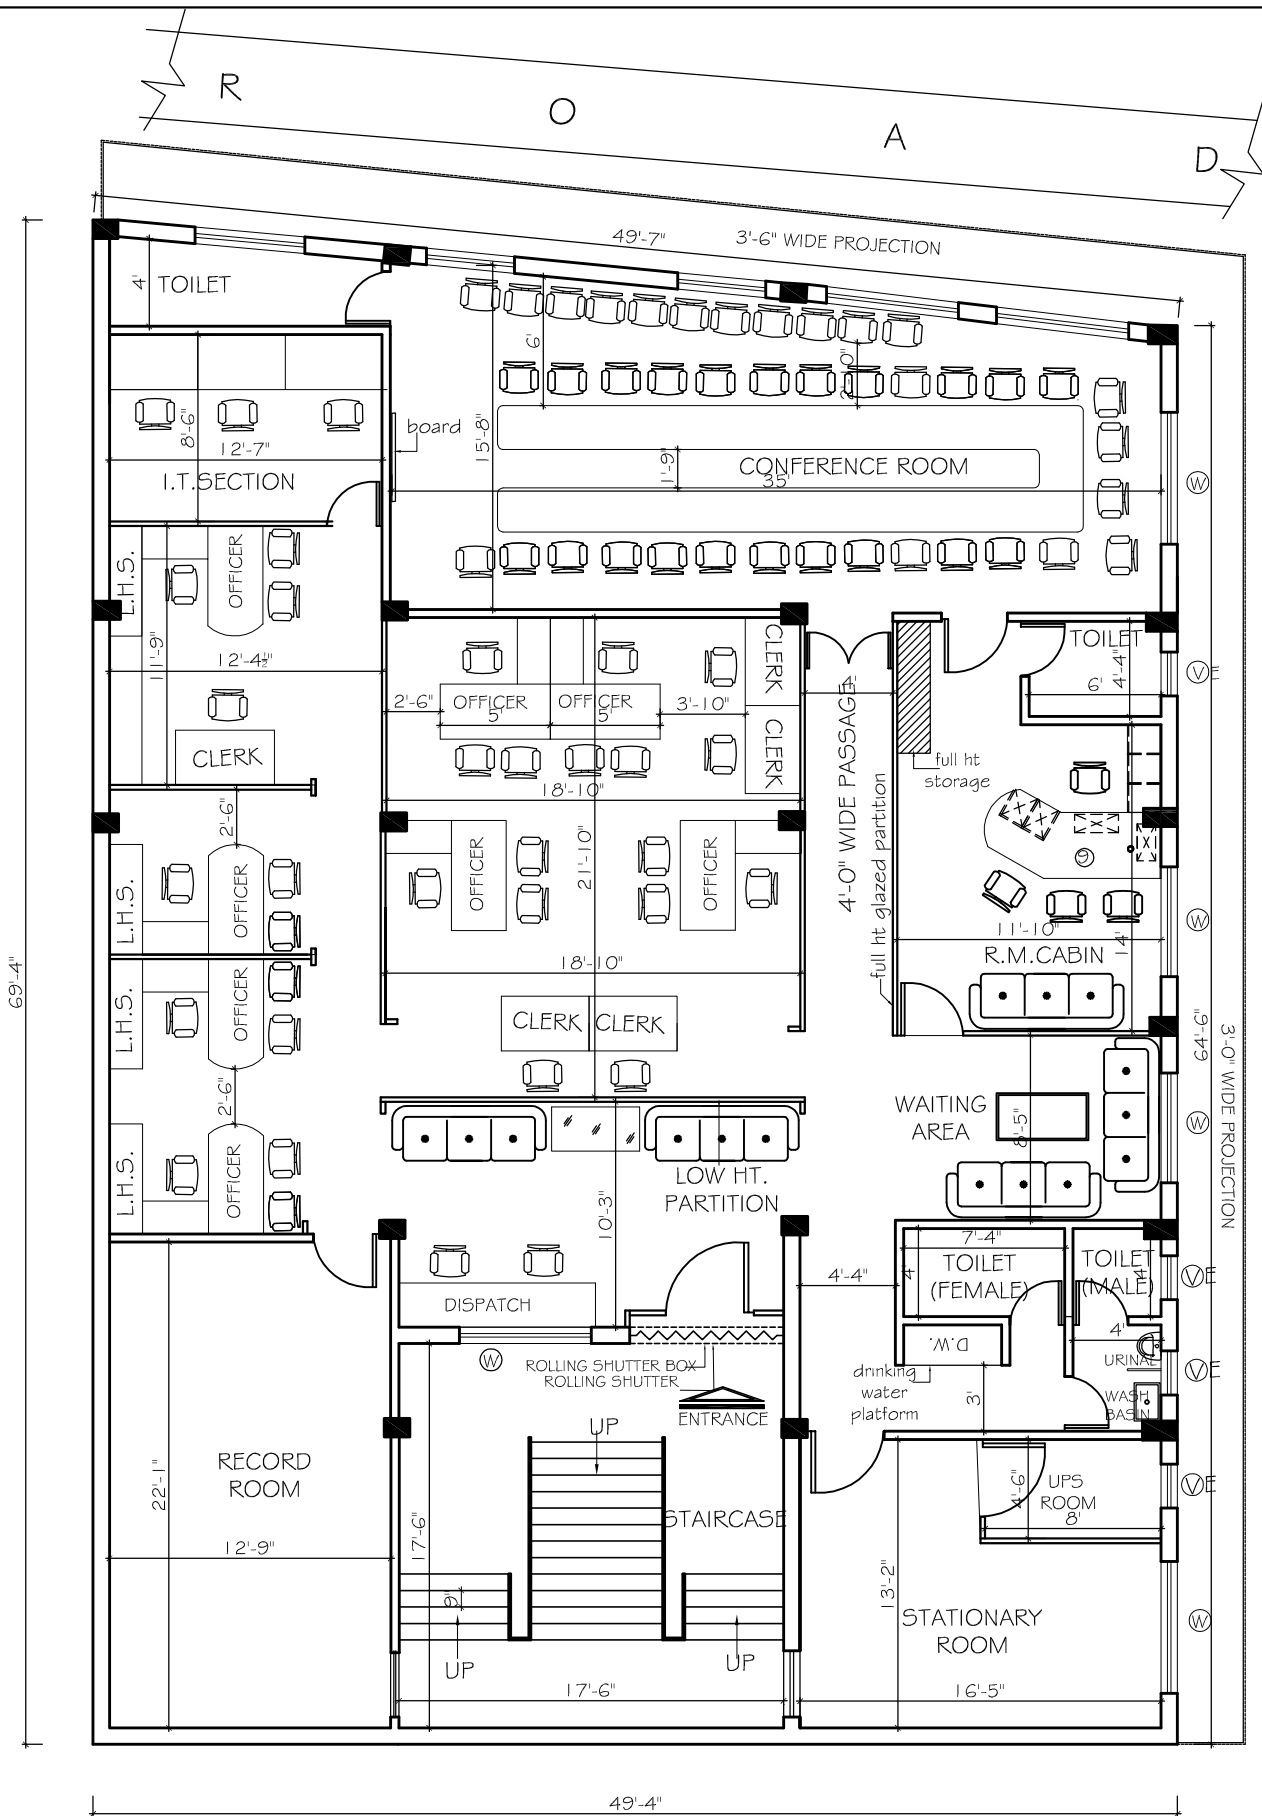 R O A D
49'-7"
3'-6" WIDE PROJECTION
4'
TOILET
6'
2'-10"
8'-6"
12'-7"
I.T.SECTION
board
15'-8"
1'-9"
CONFERENCE ROOM
35'
W
L.H.S.
OFFICER
11'-9"
12'-4½"
CLERK
2'-6"
OFFICER
OFFICER
5'
5'
3'-10"
CLERK
CLERK
18'-10"
4'
4'-0" WIDE PASSAGE
full ht glazed partition
full ht
storage
TOILET
6'
4'-4"
VE
2'-6"
L.H.S.
OFFICER
OFFICER
21'-10"
OFFICER
18'-10"
11'-10"
R.M.CABIN
14'
W
69'-4"
L.H.S.
OFFICER
CLERK
CLERK
2'-6"
64'-6"
3'-0" WIDE PROJECTION
WAITING
AREA
8'-5"
W
L.H.S.
OFFICER
LOW HT.
PARTITION
10'-3"
DISPATCH
4'-4"
7'-4"
4'
TOILET
(FEMALE)
TOILET
(MALE)
4'
VE
D.W.
4'
URINAL
VE
drinking
water
platform
3'
WASH
BASIN
W
ROLLING SHUTTER BOX
ROLLING SHUTTER
ENTRANCE
UP
RECORD
ROOM
22'-1"
12'-9"
17'-6"
STAIRCASE
9"
UP
UP
17'-6"
4'-6"
UPS
ROOM
8'
VE
13'-2"
STATIONARY
ROOM
W
16'-5"
49'-4"